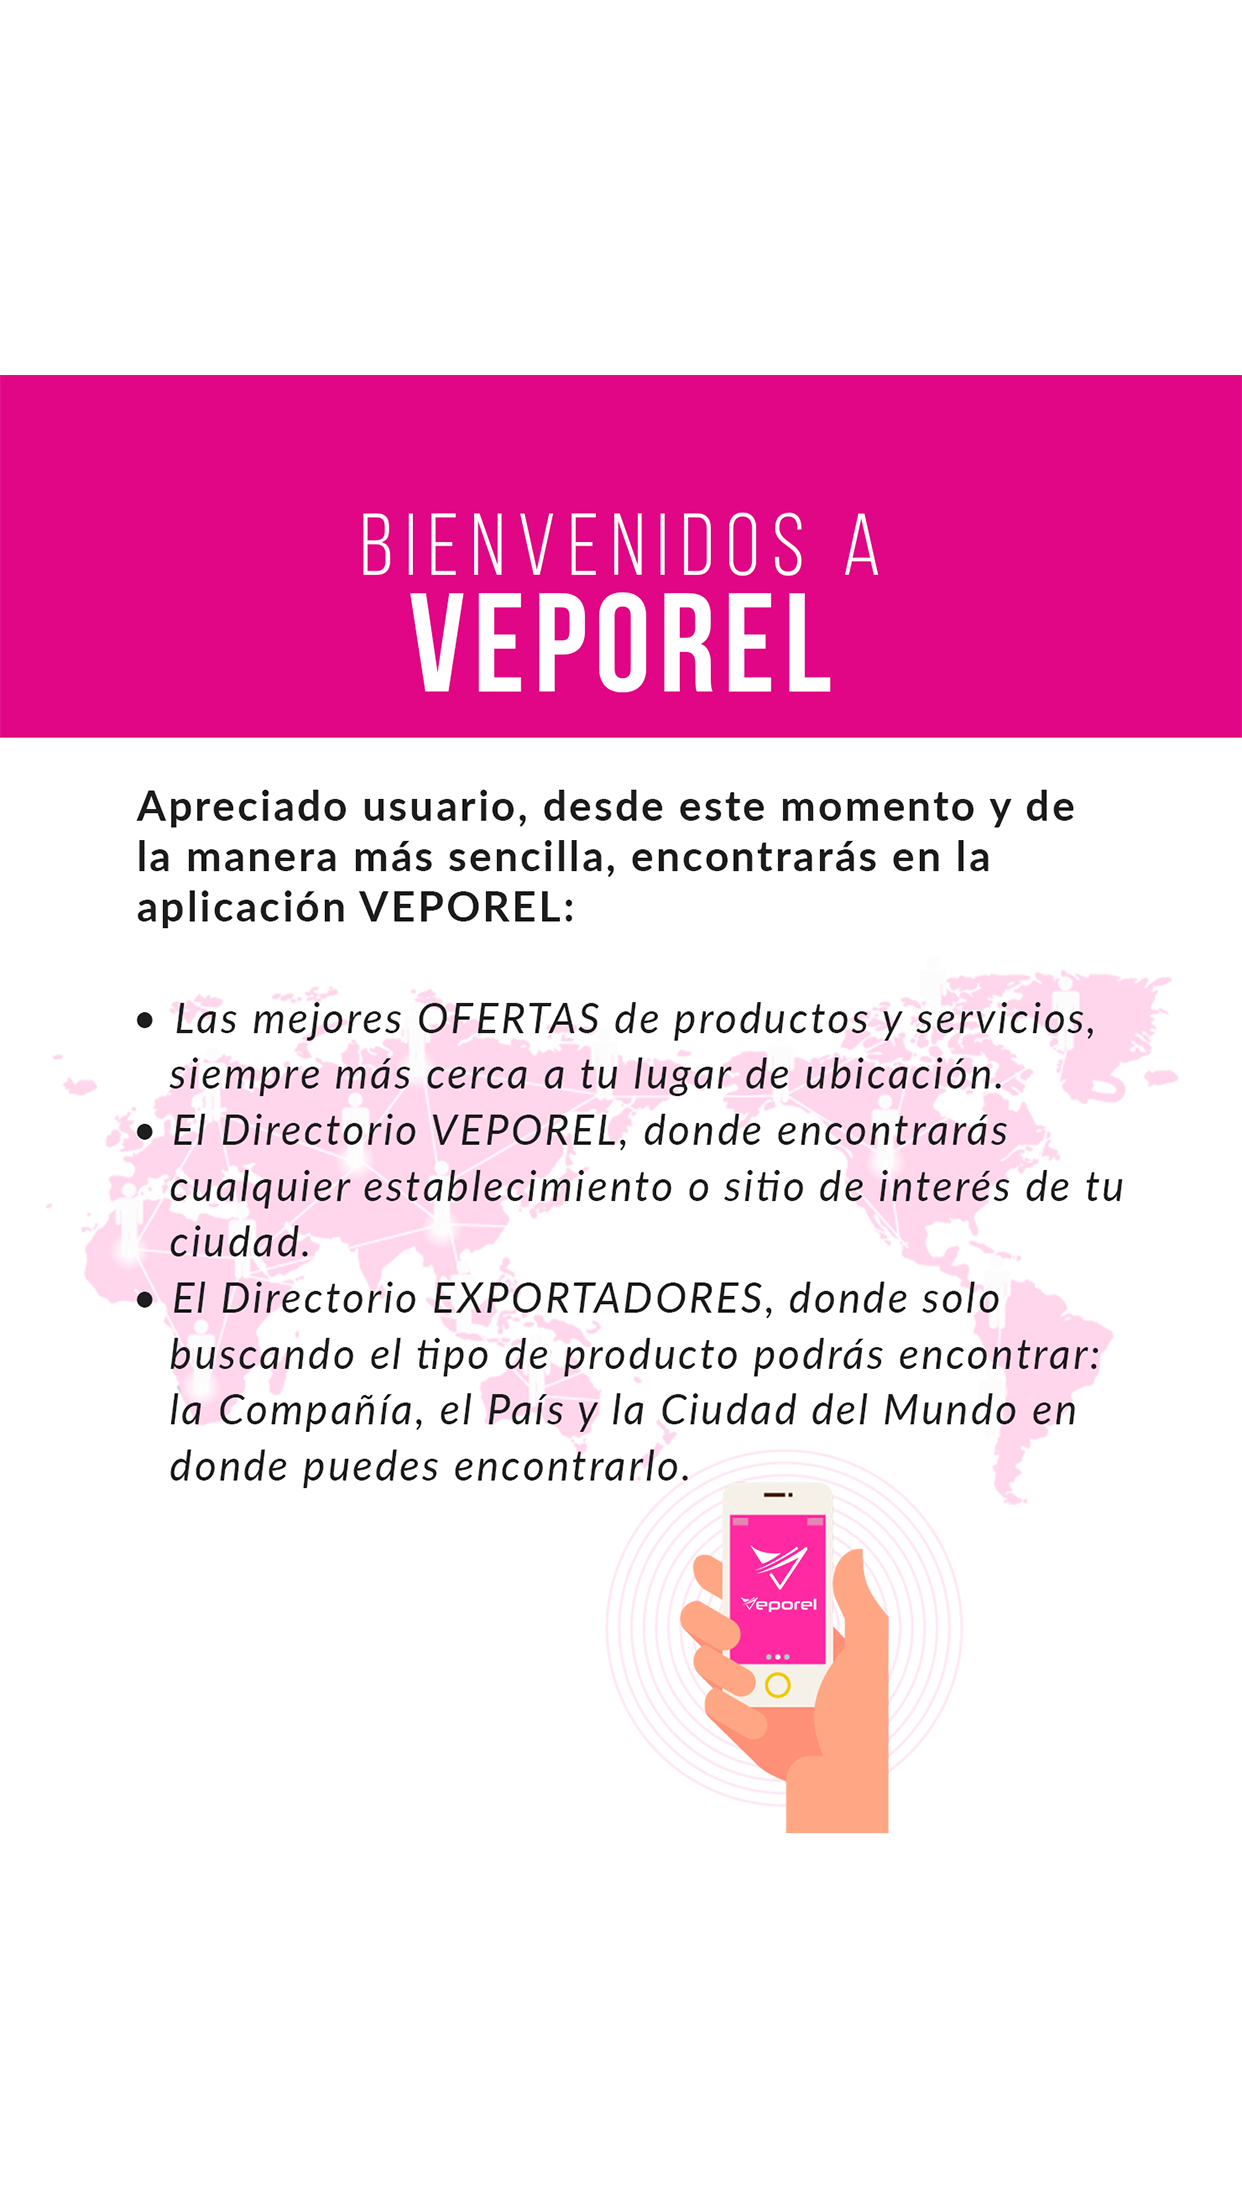 BIENVENIDOS A
VEPOREL
Apreciado usuario, desde este momento y de
la manera más sencilla, encontrarás en la
aplicación VEPOREL:
• Las mejores OFERTAS de productos y servicios,
siempre más cerca a tu lugar de ubicación.
• El Directorio VEPOREL, donde encontrarás
cualquier establecimiento o sitio de interés de tu
ciudad.
• El Directorio EXPORTADORES, donde solo
buscando el tipo de producto podrás encontrar:
la Compañía, el País y la Ciudad del Mundo en
donde puedes encontrarlo.
Veporel